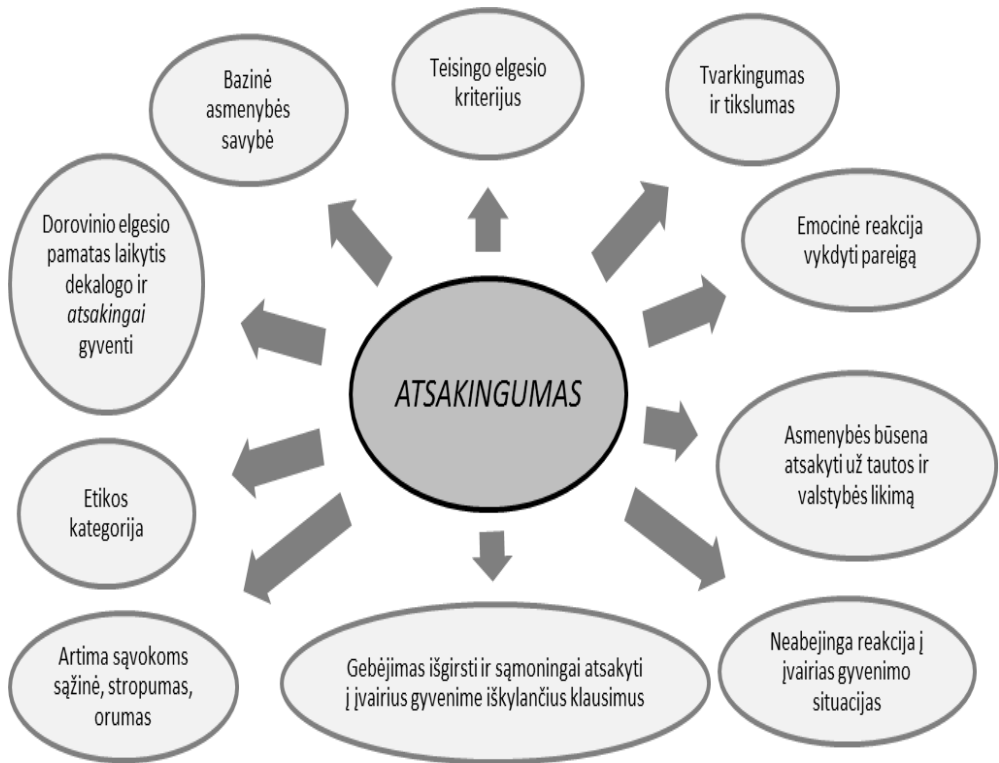 Teisingo elgesio
kriterijus
Tvarkingumas
ir tikslumas
Bazinė
asmenybės
savybė
Emocinė reakcija
vykdyti pareigą
Dorovinio elgesio
pamatas laikytis
dekalogo ir
atsakingai
gyventi
ATSAKINGUMAS
Asmenybės būsena
atsakyti už tautos ir
valstybės likimą
Etikos
kategorija
Artima sąvokoms
sąžinė, stropumas,
orumas
Gebėjimas išgirsti ir sąmoningai atsakyti
į įvairius gyvenime iškylančius klausimus
Neabejinga reakcija į
įvairias gyvenimo
situacijas